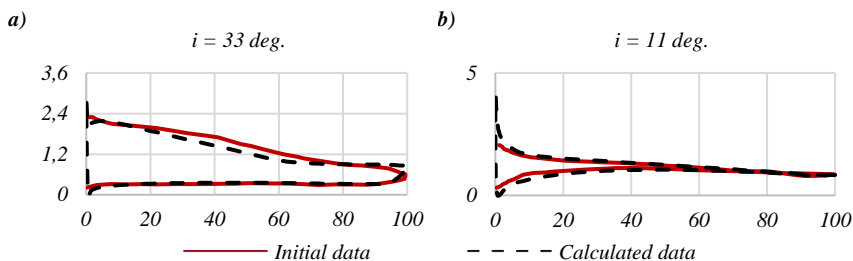 a)
i = 33 deg.
3,6
2,4
1,2
0
0 20 40 60 80 100
b)
i = 11 deg.
5
0
0 20 40 60 80 100
Initial data Calculated data